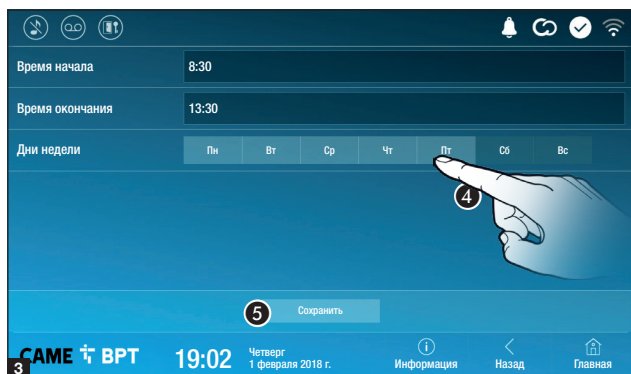 Время начала 8:30
Время окончания 13:30
Дни недели Пн Вт Ср Чт Пт Сб Вс
4
5 Сохранить
3 CAME BPT 19:02 Четверг 1 февраля 2018 г. Информация Назад Главная